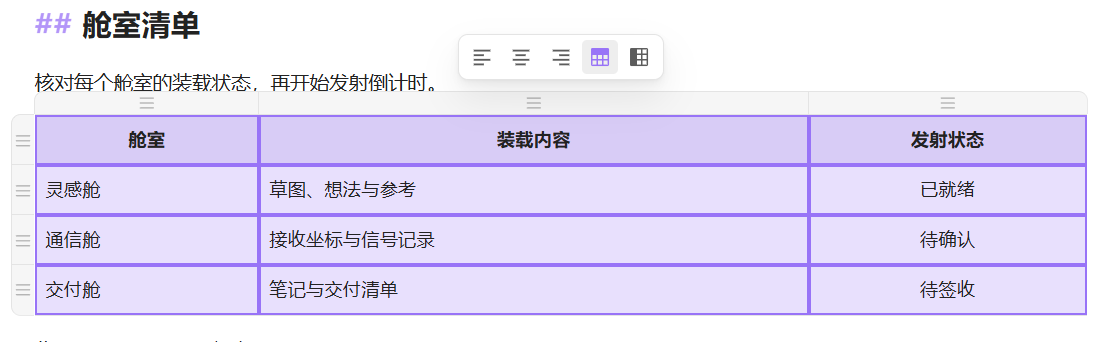 ## 舱室清单
核对每个舱室的装载状态，再开始发射倒计时。
舱室 装载内容 发射状态
灵感舱 草图、想法与参考 已就绪
通信舱 接收坐标与信号记录 待确认
交付舱 笔记与交付清单 待签收